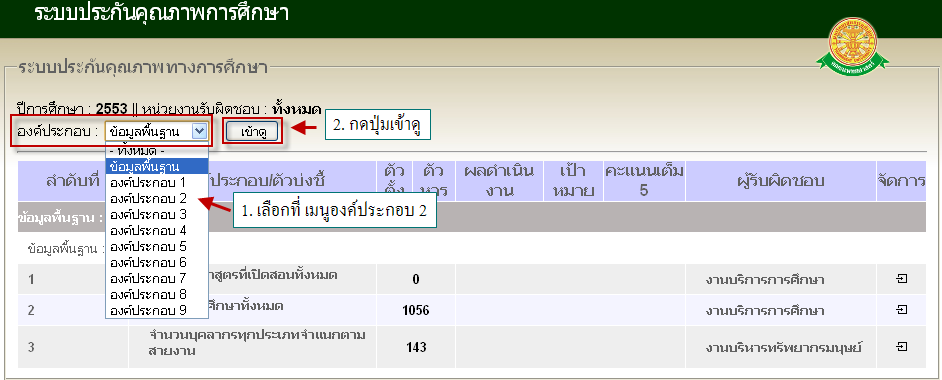 ระบบประกันคุณภาพการศึกษา
ระบบประกันคุณภาพทางการศึกษา
ปีการศึกษา : 2553 || หน่วยงานรับผิดชอบ : ทั้งหมด
องค์ประกอบ : ข้อมูลพื้นฐาน เข้าดู
2. กดปุ่มเข้าดู
- ทั้งหมด -
ข้อมูลพื้นฐาน
องค์ประกอบ 1
องค์ประกอบ 2
องค์ประกอบ 3
องค์ประกอบ 4
องค์ประกอบ 5
องค์ประกอบ 6
องค์ประกอบ 7
องค์ประกอบ 8
องค์ประกอบ 9
1. เลือกที่ เมนูองค์ประกอบ 2
ลำดับที่ ประกอบ/ตัวบ่งชี้ ตัวตั้ง ตัวหาร ผลดำเนินงาน เป้าหมาย คะแนนเต็ม 5 ผู้รับผิดชอบ จัดการ
ข้อมูลพื้นฐาน :
ข้อมูลพื้นฐาน :
1 สูตรที่เปิดสอนทั้งหมด 0 งานบริการการศึกษา
2 ศึกษาทั้งหมด 1056 งานบริการการศึกษา
3 จำนวนบุคลากรทุกประเภทจำแนกตาม
สายงาน 143 งานบริหารทรัพยากรมนุษย์